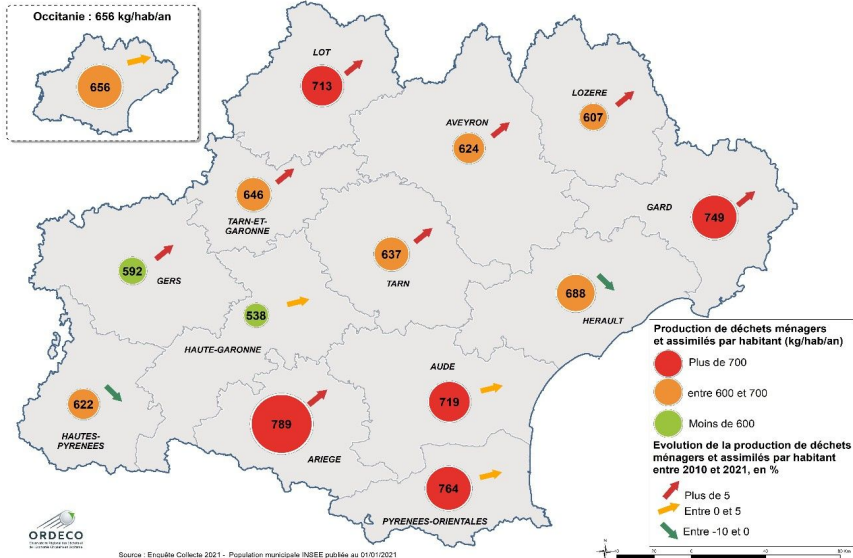 Occitanie : 656 kg/hab/an
656
LOT
713
LOZERE
607
AVEYRON
624
646
TARN-ET-
GARONNE
GARD
749
637
TARN
592
GERS
688
HERAULT
538
HAUTE-GARONNE
622
HAUTES-
PYRENEES
789
ARIEGE
AUDE
719
764
PYRENEES-ORIENTALES
Production de déchets ménagers
et assimilés par habitant (kg/hab/an)
Plus de 700
entre 600 et 700
Moins de 600
Evolution de la production de déchets
ménagers et assimilés par habitant
entre 2010 et 2021, en %
Plus de 5
Entre 0 et 5
Entre -10 et 0
ORDECO
Source : Enquête Collecte 2021 - Population municipale INSEE publiée au 01/01/2021